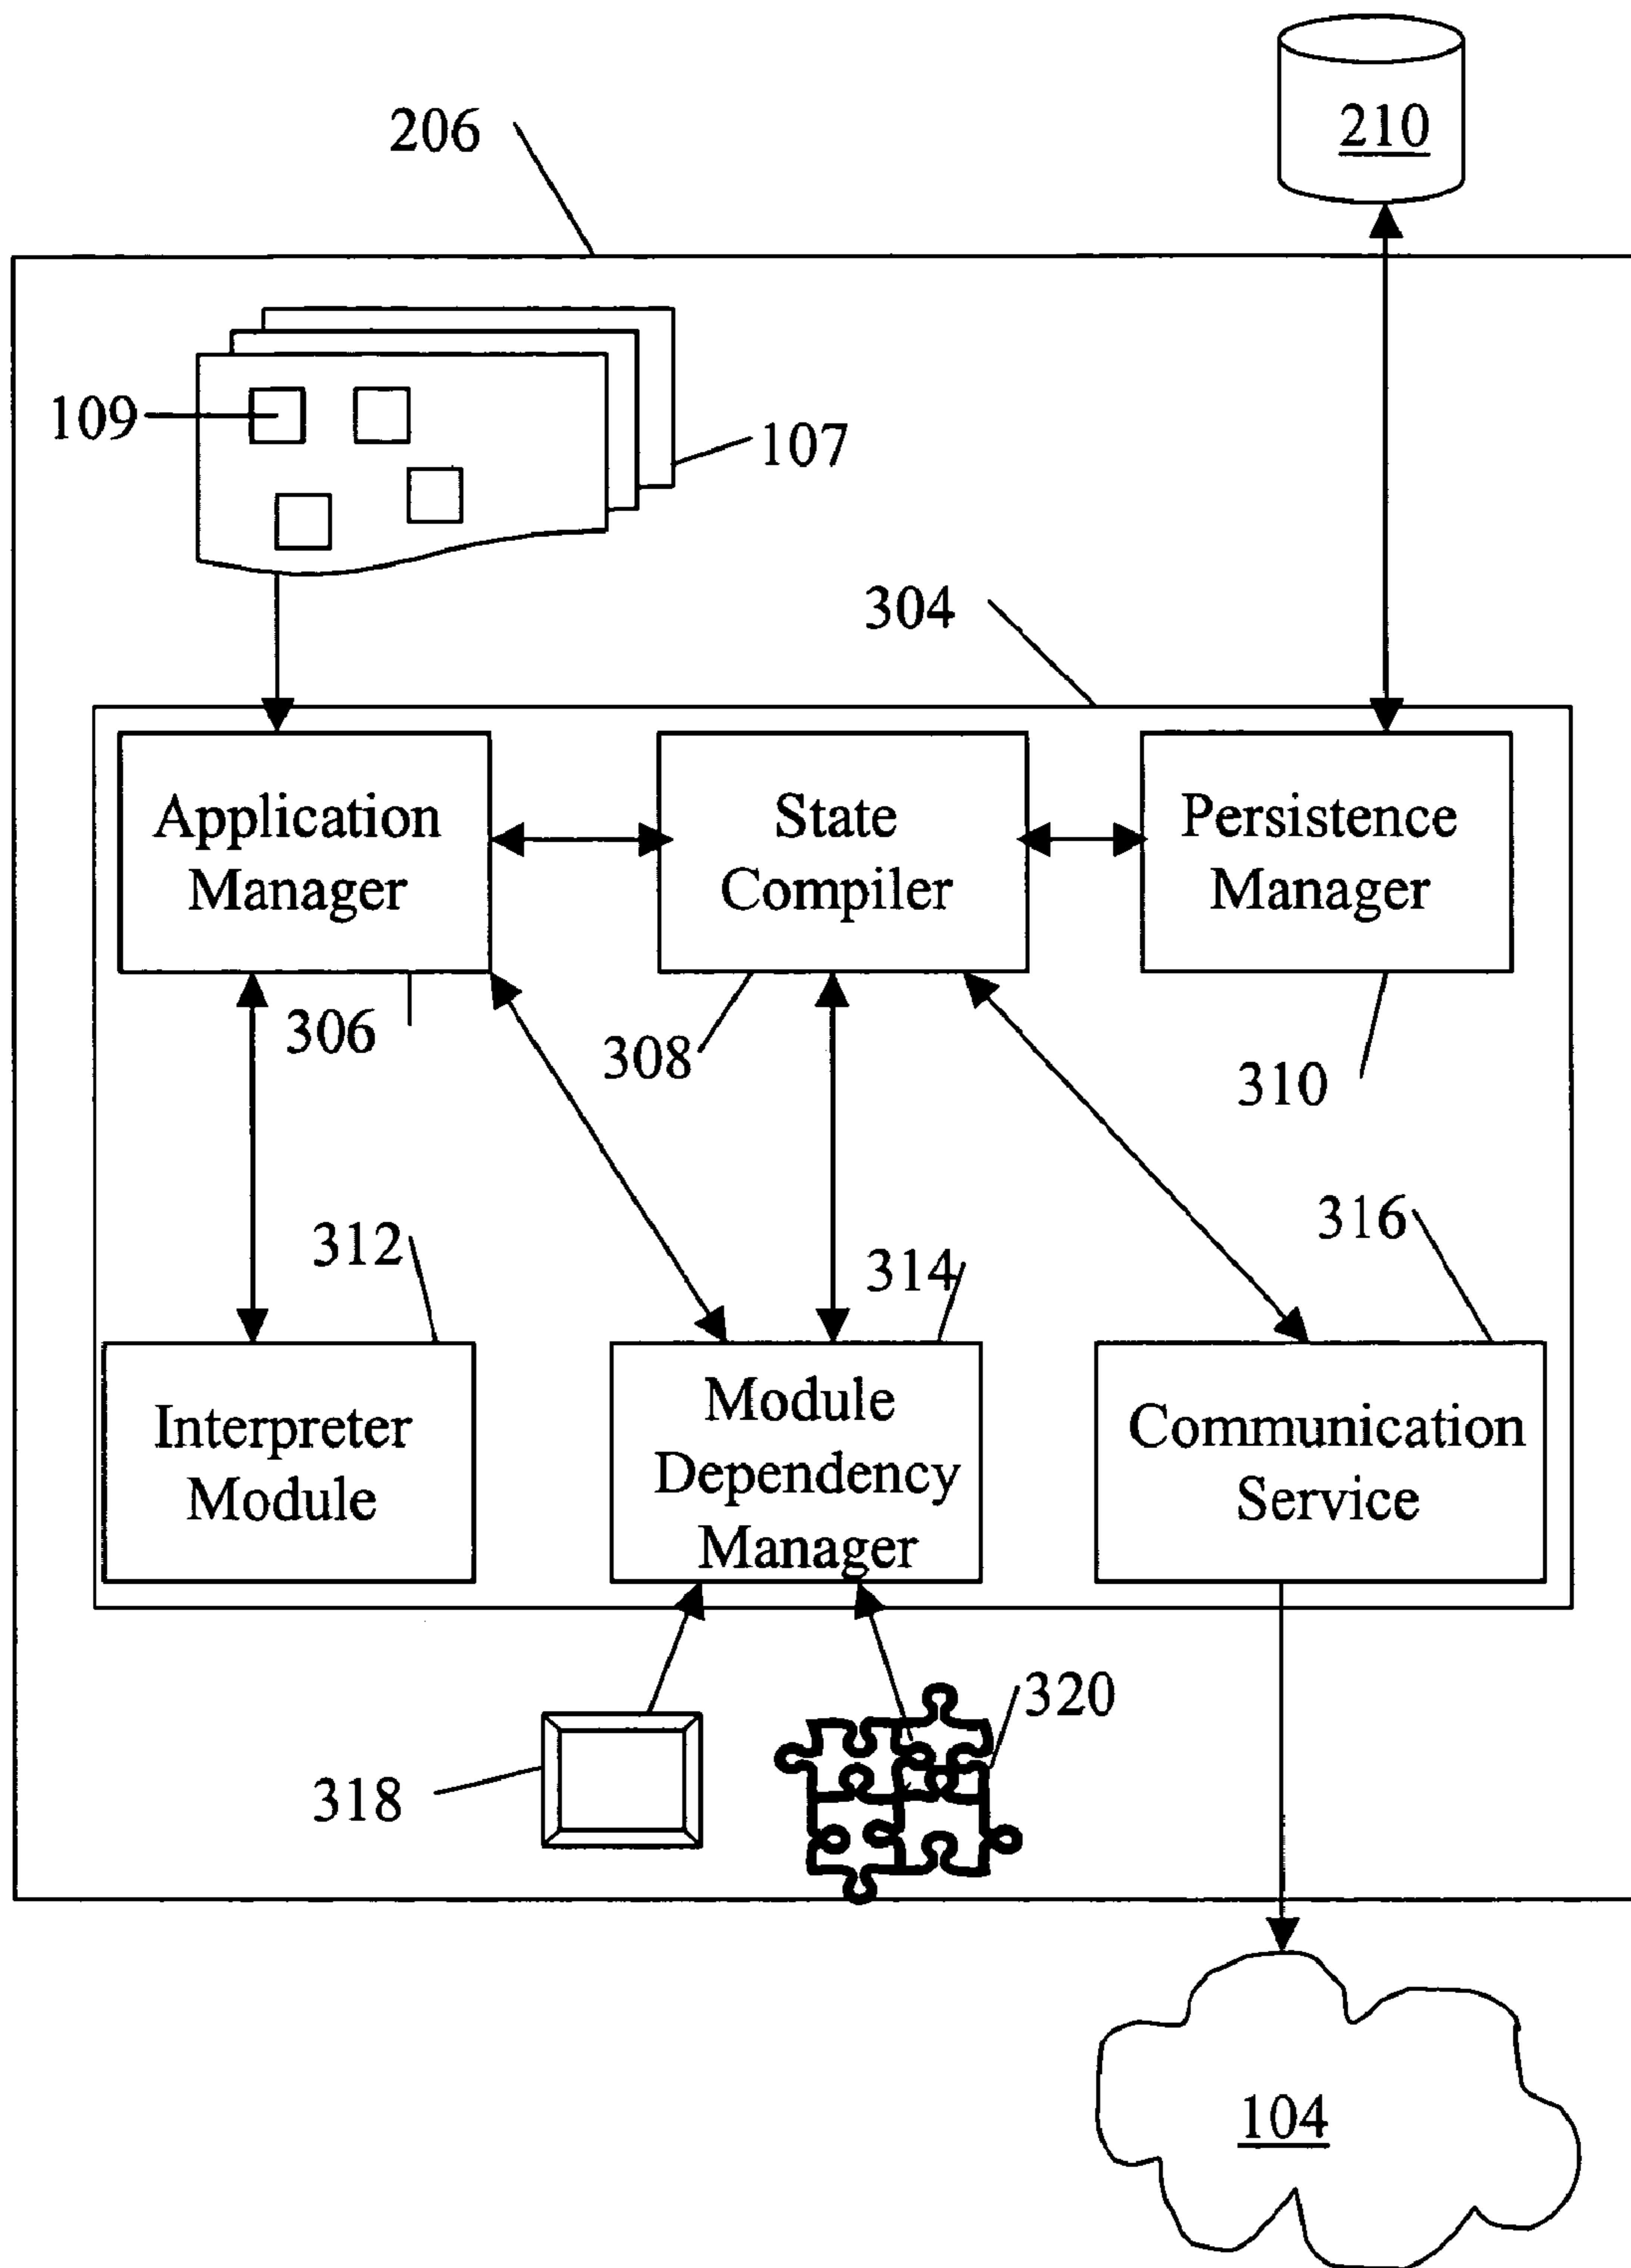 210
206
109
107
304
Application
Manager
State
Compiler
Persistence
Manager
306
308
310
312
314
316
Interpreter
Module
Module
Dependency
Manager
Communication
Service
318
320
104